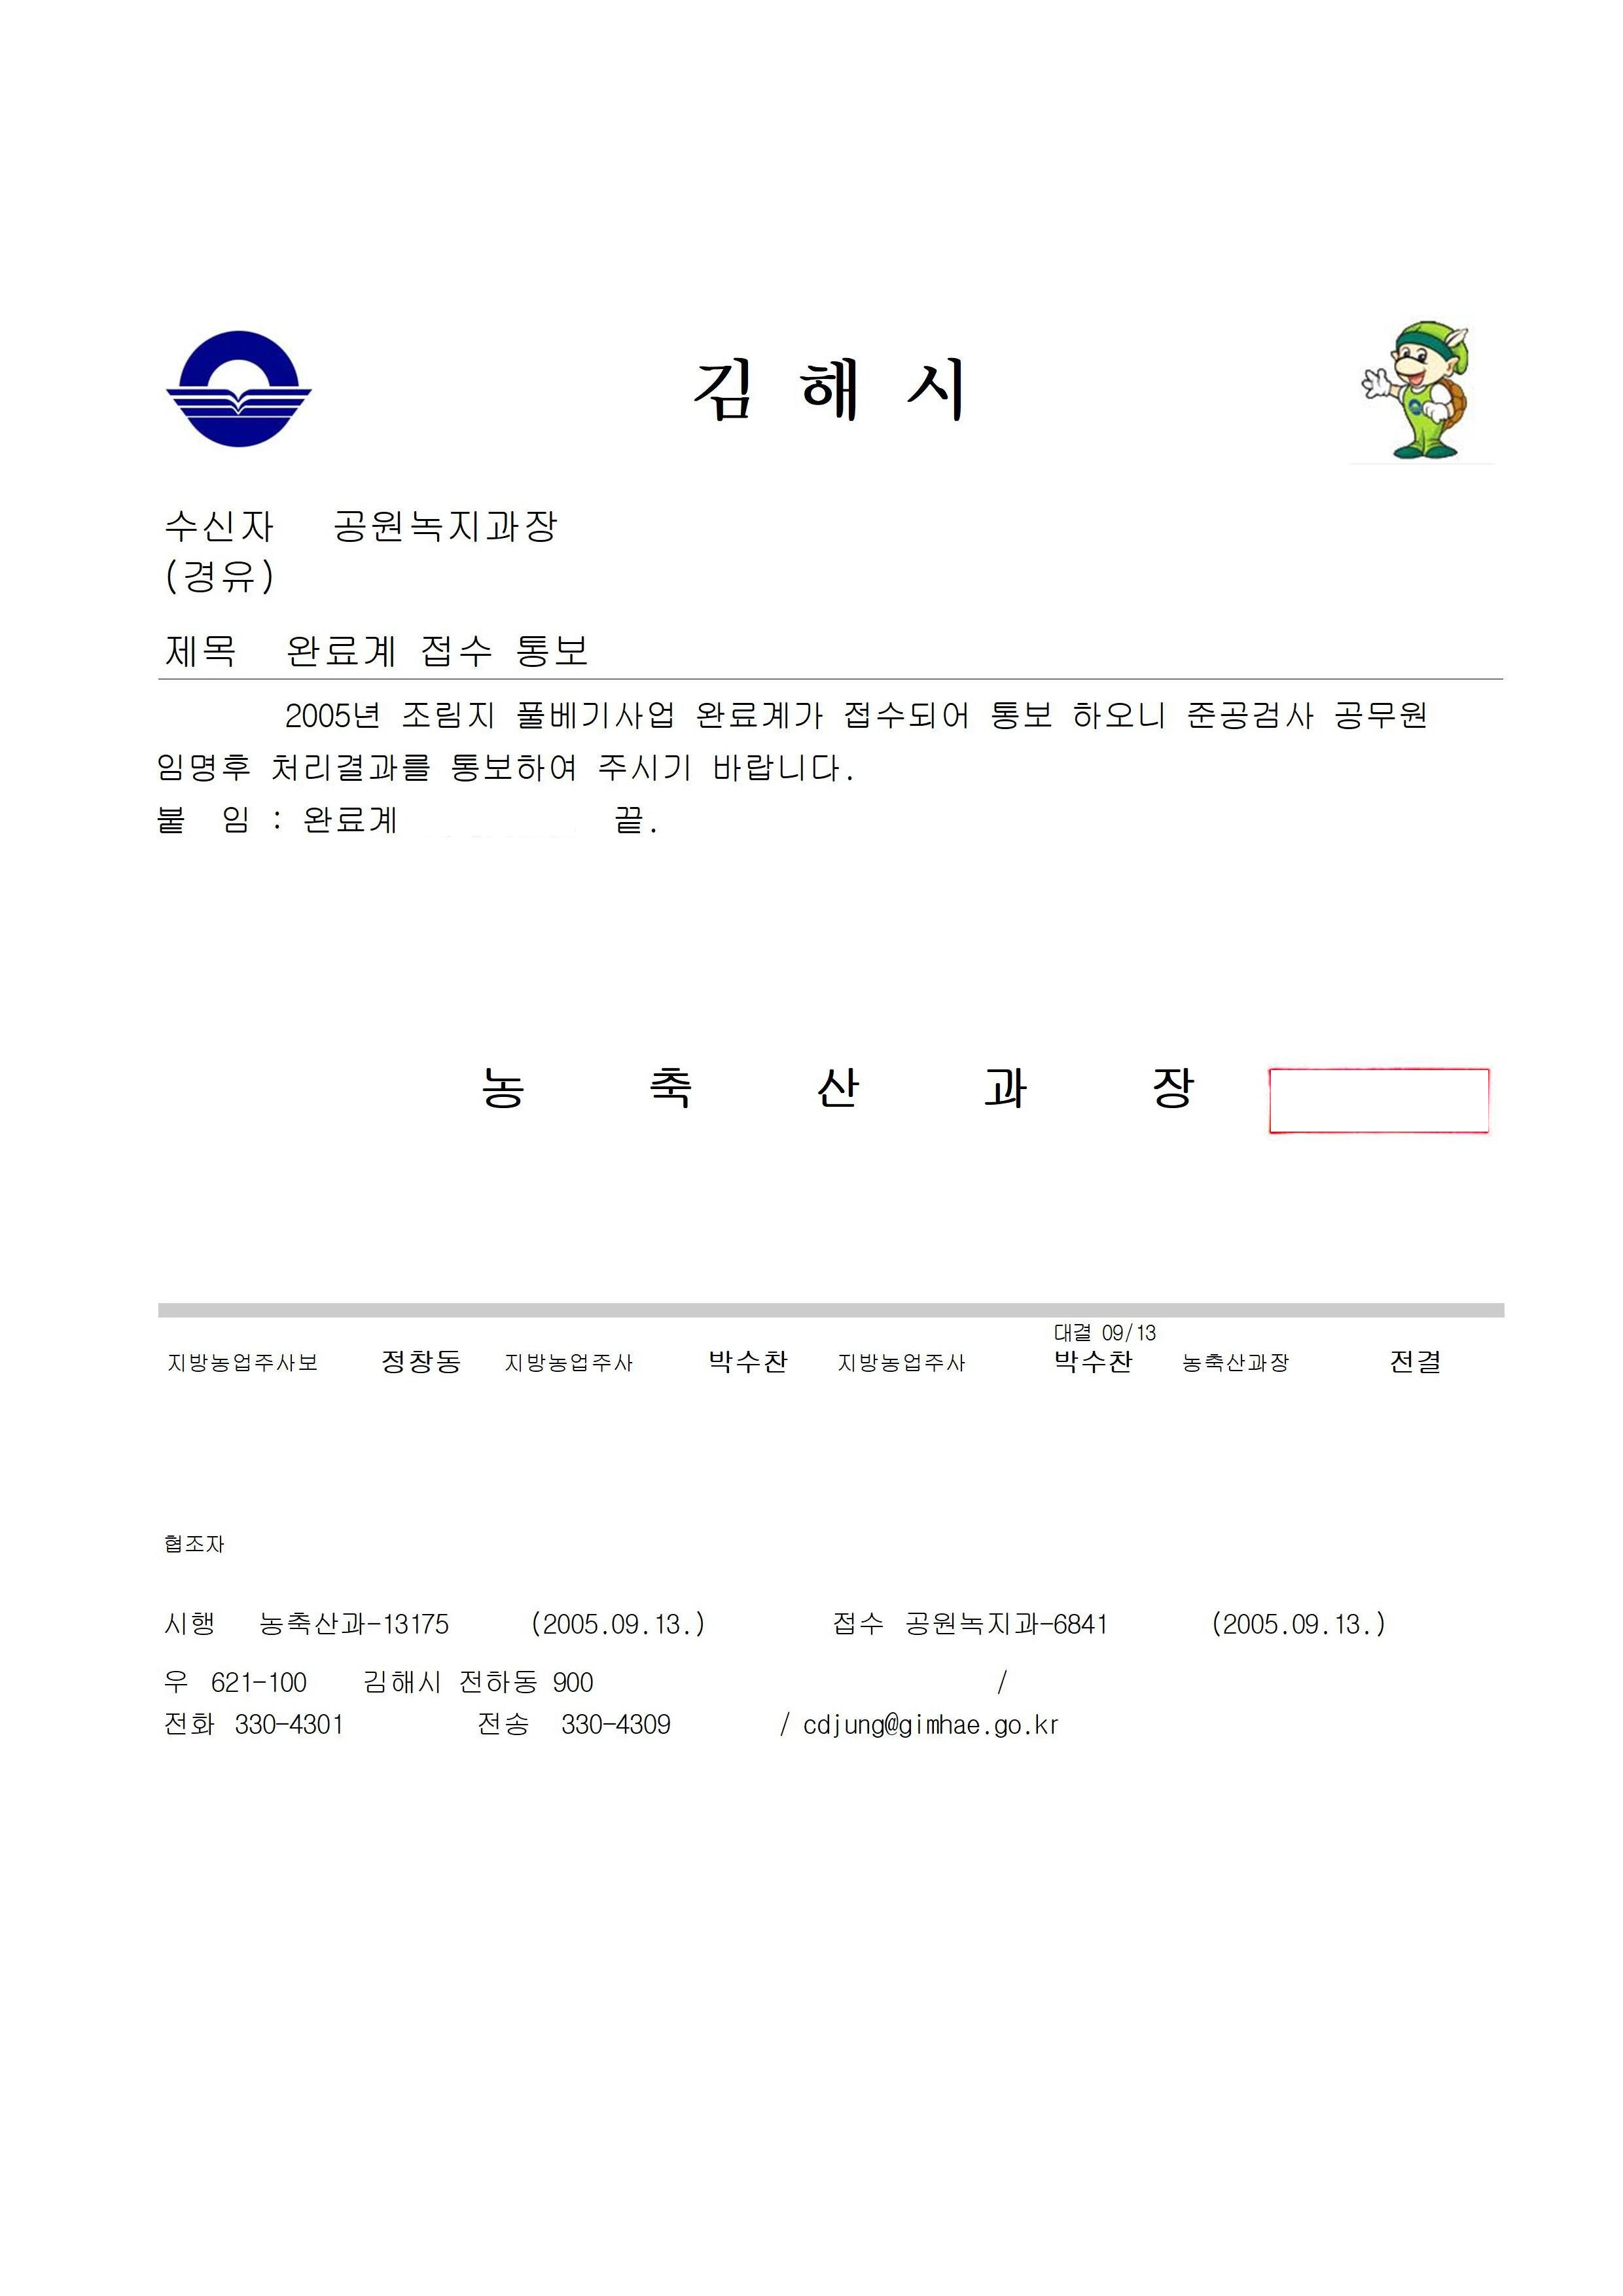 김 해 시
수신자 공원녹지과장
(경유)
제목 완료계 접수 통보
2005년 조림지 풀베기사업 완료계가 접수되어 통보 하오니 준공검사 공무원
임명후 처리결과를 통보하여 주시기 바랍니다.
붙 임 : 완료계 끝.
농 축 산 과 장
대결 09/13
지방농업주사보 정창동 지방농업주사 박수찬 지방농업주사 박수찬 농축산과장 전결
협조자
시행 농축산과-13175 (2005.09.13.) 접수 공원녹지과-6841 (2005.09.13.)
우 621-100 김해시 전하동 900 /
전화 330-4301 전송 330-4309 / cdjung@gimhae.go.kr